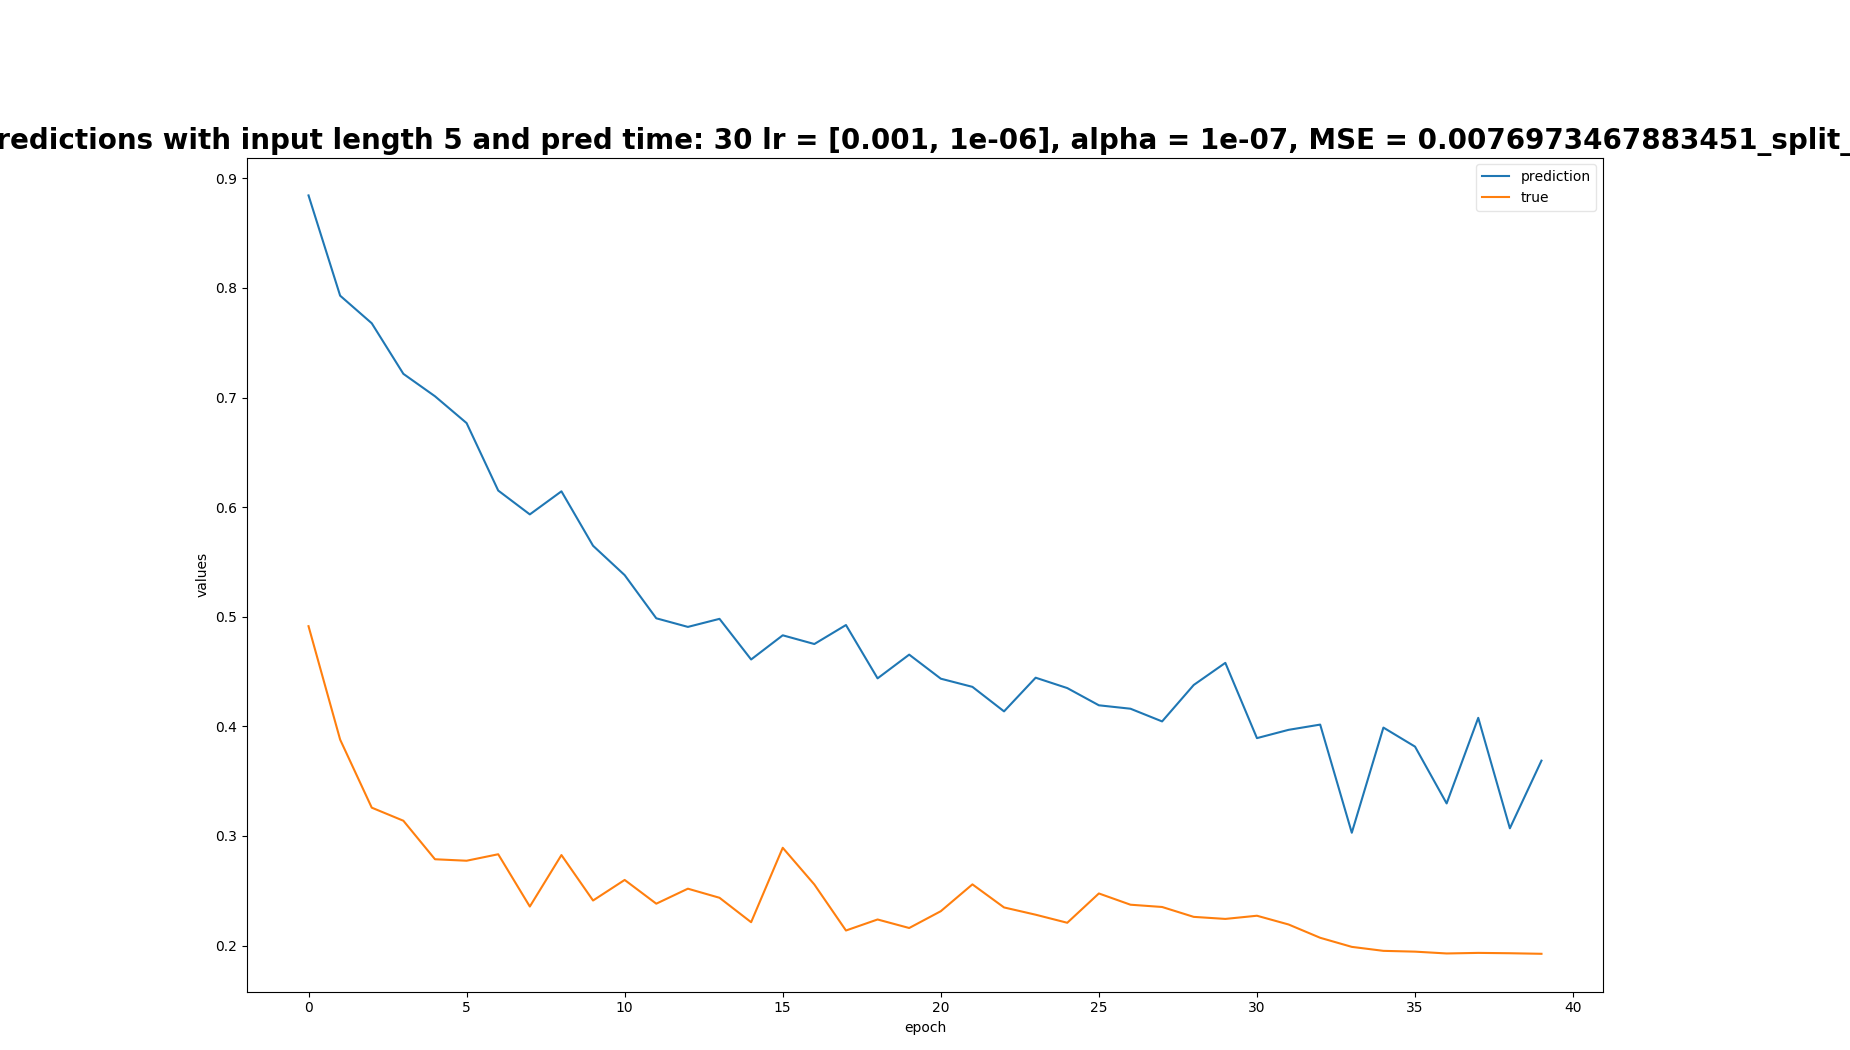 redictions with input length 5 and pred time: 30 lr = [0.001, 1e-06], alpha = 1e-07, MSE = 0.0076973467883451_split_
prediction
true
0.9
0.8
0.7
0.6
0.5
0.4
0.3
0.2
values
0 5 10 15 20 25 30 35 40
epoch